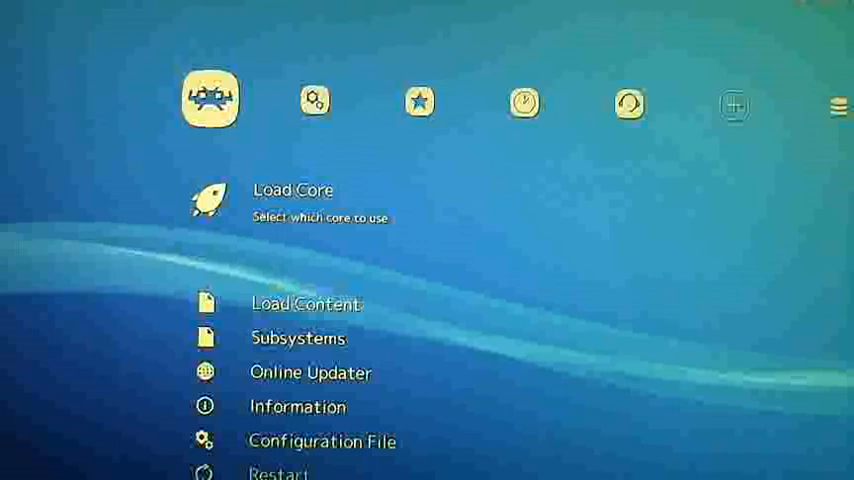 Load Core
Select which core to use
Load Content
Subsystems
Online Updater
Information
Configuration File
Restart